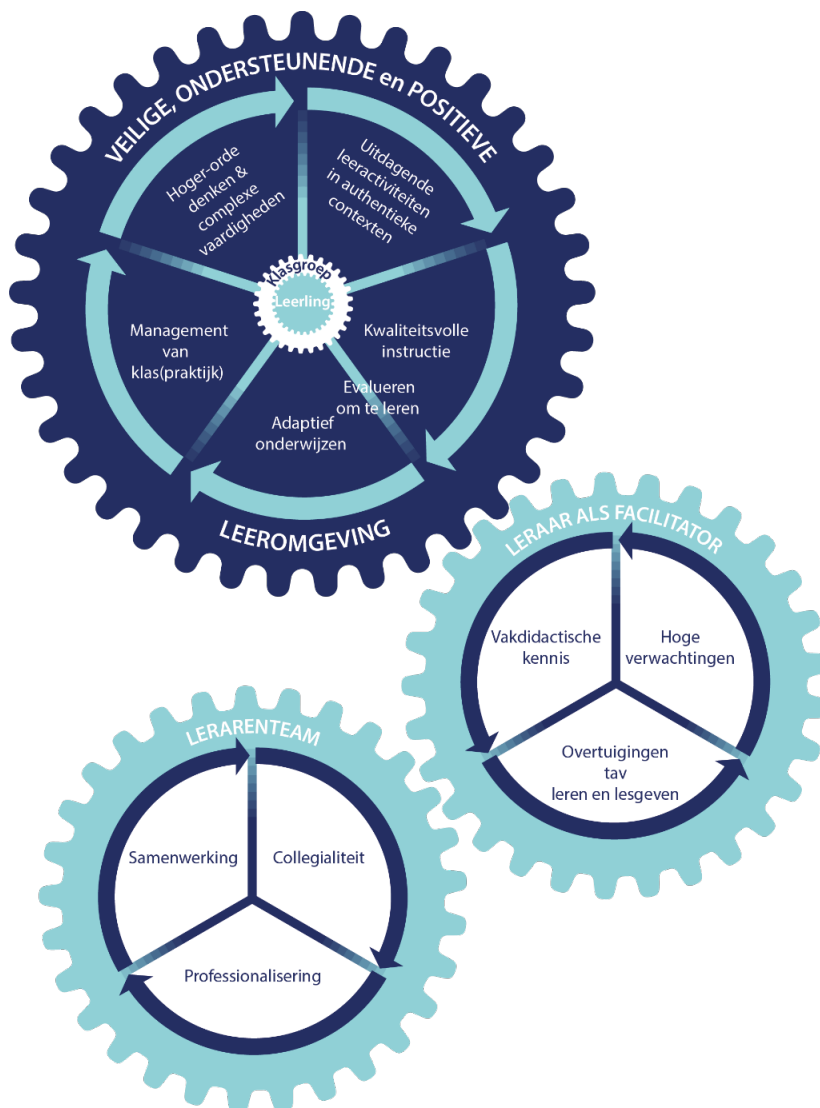 VEILIGE, ONDERSTEUNENDE en POSITIEVE
Hoger-orde
denken &
complexe
vaardigheden
Uitdagende
leeractiviteiten
in authentieke
contexten
Klasgroep
Leerling
Management
van
klas(praktijk)
Kwaliteitsvolle
instructie
Evalueren
om te leren
Adaptief
onderwijzen
LEEROMGEVING
LERAAR ALS FACILITATOR
Vakdidactische
kennis
Hoge
verwachtingen
Overtuigingen
tav
leren en lesgeven
LERARENTEAM
Samenwerking
Collegialiteit
Professionalisering